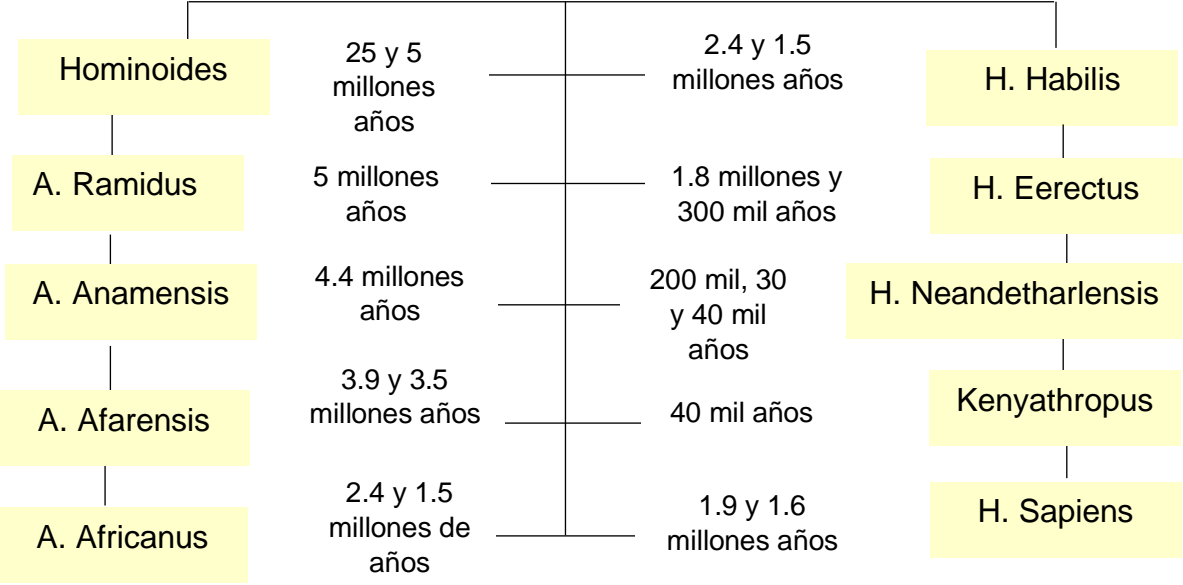 Hominoides
25 y 5
millones
años
2.4 y 1.5
millones años
H. Habilis
A. Ramidus
5 millones
años
1.8 millones y
300 mil años
H. Eerectus
A. Anamensis
4.4 millones
años
200 mil, 30
y 40 mil
años
H. Neandetharlensis
A. Afarensis
3.9 y 3.5
millones años
40 mil años
Kenyathropus
A. Africanus
2.4 y 1.5
millones de
años
1.9 y 1.6
millones años
H. Sapiens